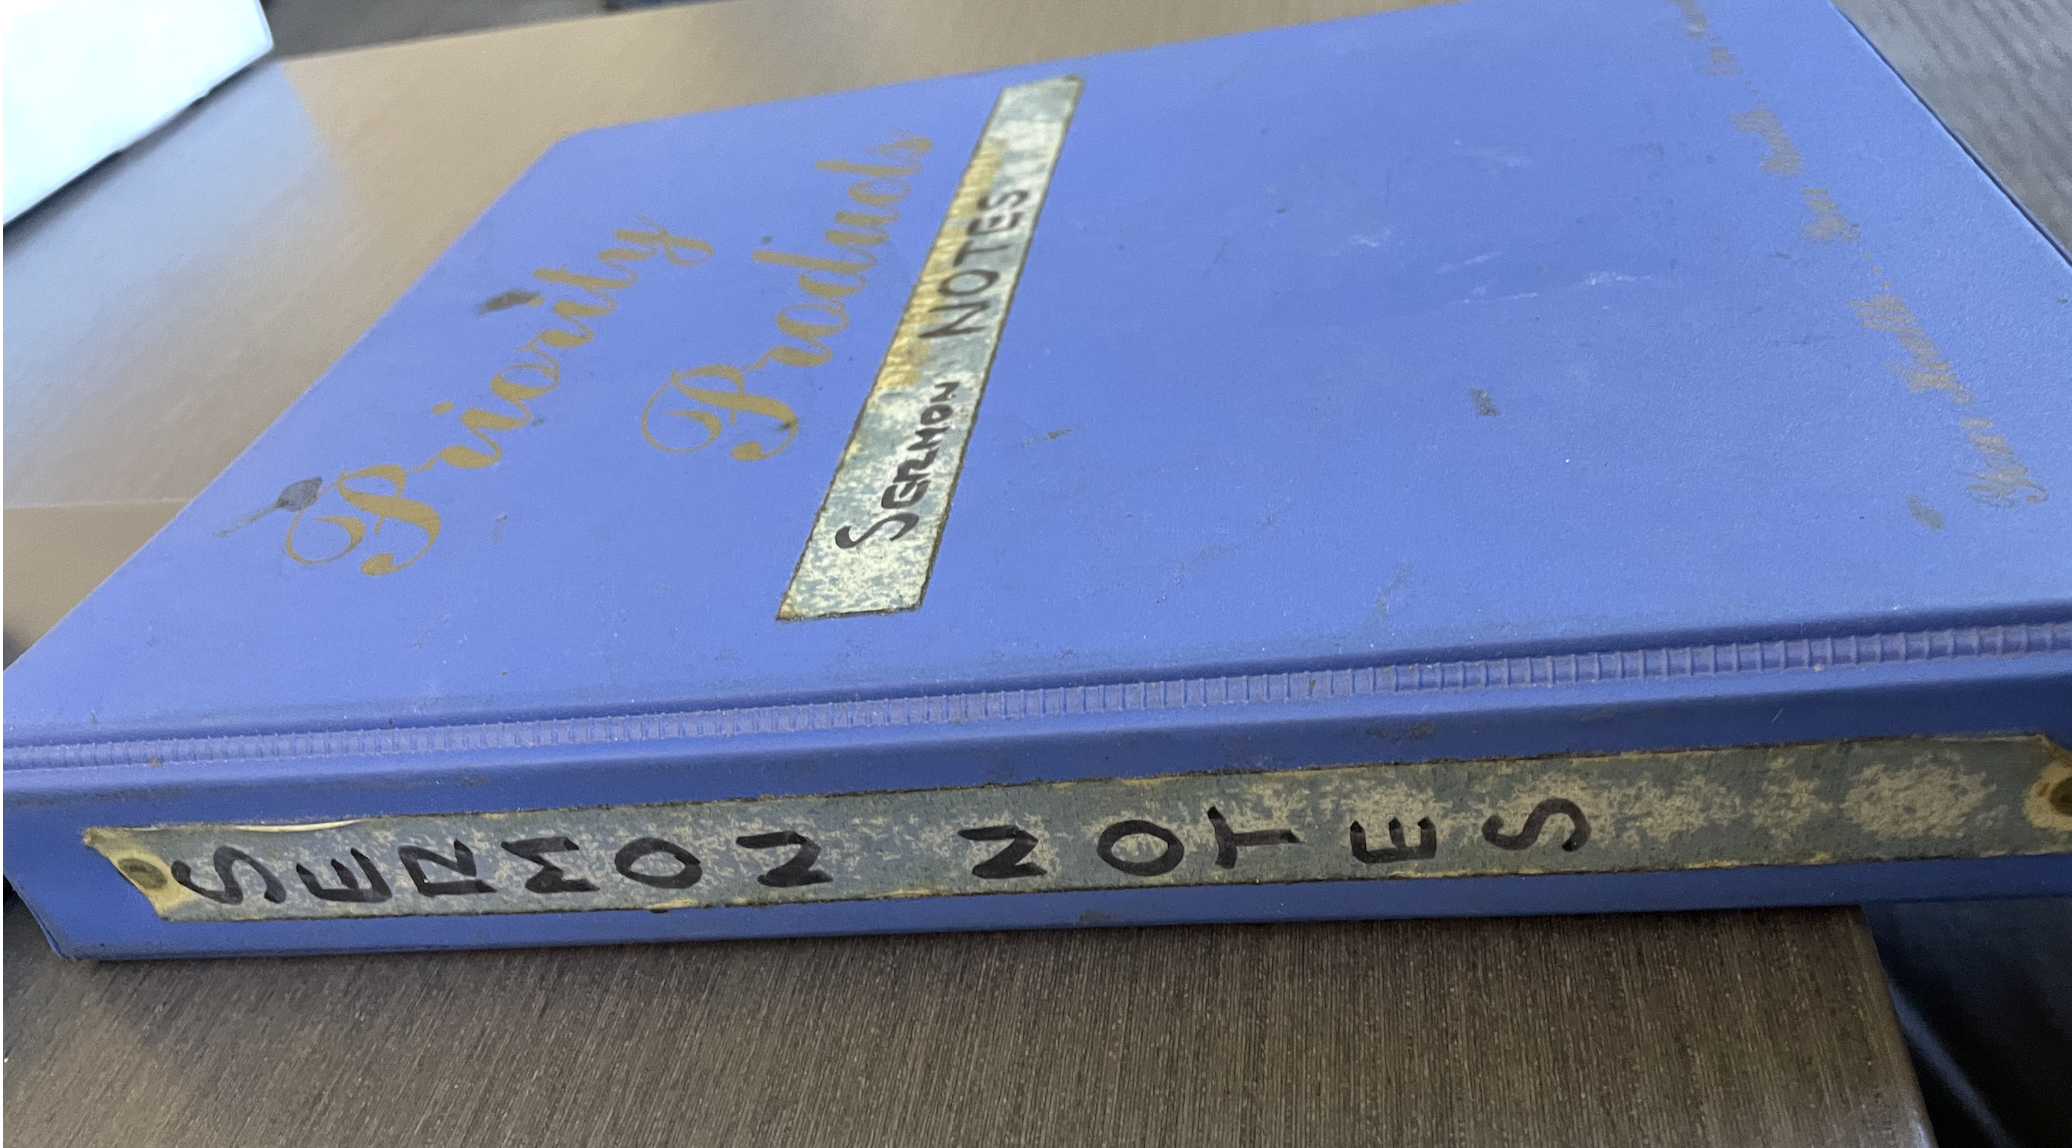 Priority
Products
SERMON NOTES
SERMON NOTES